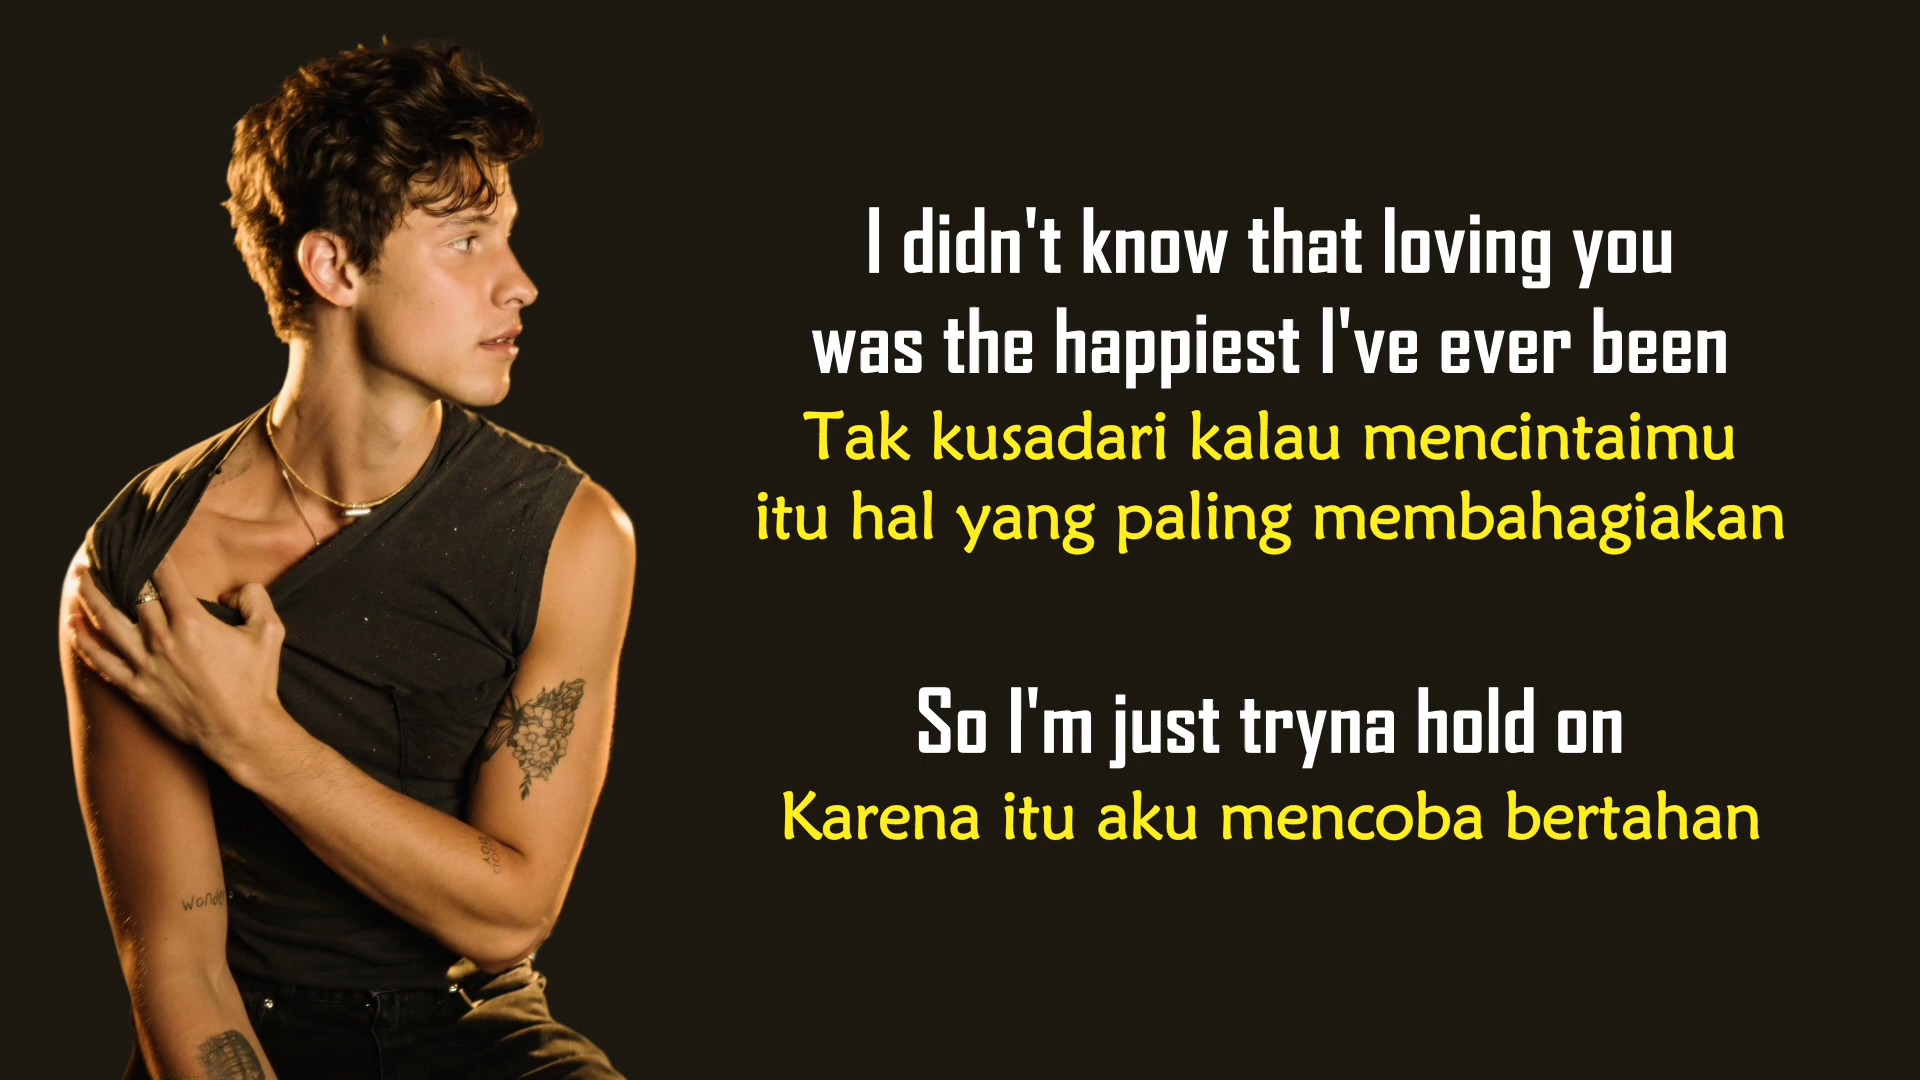 I didn't know that loving you
was the happiest I've ever been
Tak kusadari kalau mencintaimu
itu hal yang paling membahagiakan
So I'm just tryna hold on
Karena itu aku mencoba bertahan